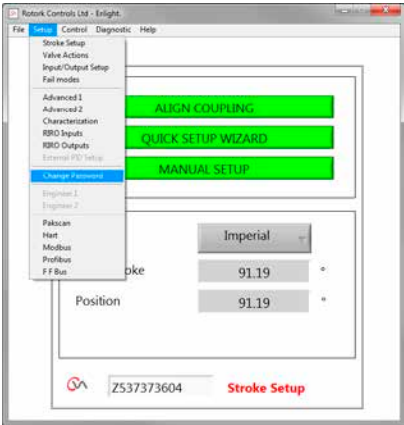 Rotork Controls Ltd - Enlight.
File Setup Control Diagnostic Help
Stroke Setup
Valve Actions
Input/Output Setup
Fail modes
Advanced 1
Advanced 2
Characterization
RIRO Inputs
RIRO Outputs
External PID Setup
Change Password
Engineer 1
Engineer 2
Pakscan
Hart
Modbus
Profibus
F F Bus
ALIGN COUPLING
QUICK SETUP WIZARD
MANUAL SETUP
Imperial
oke 91.19 °
Position 91.19 °
Z537373604 Stroke Setup